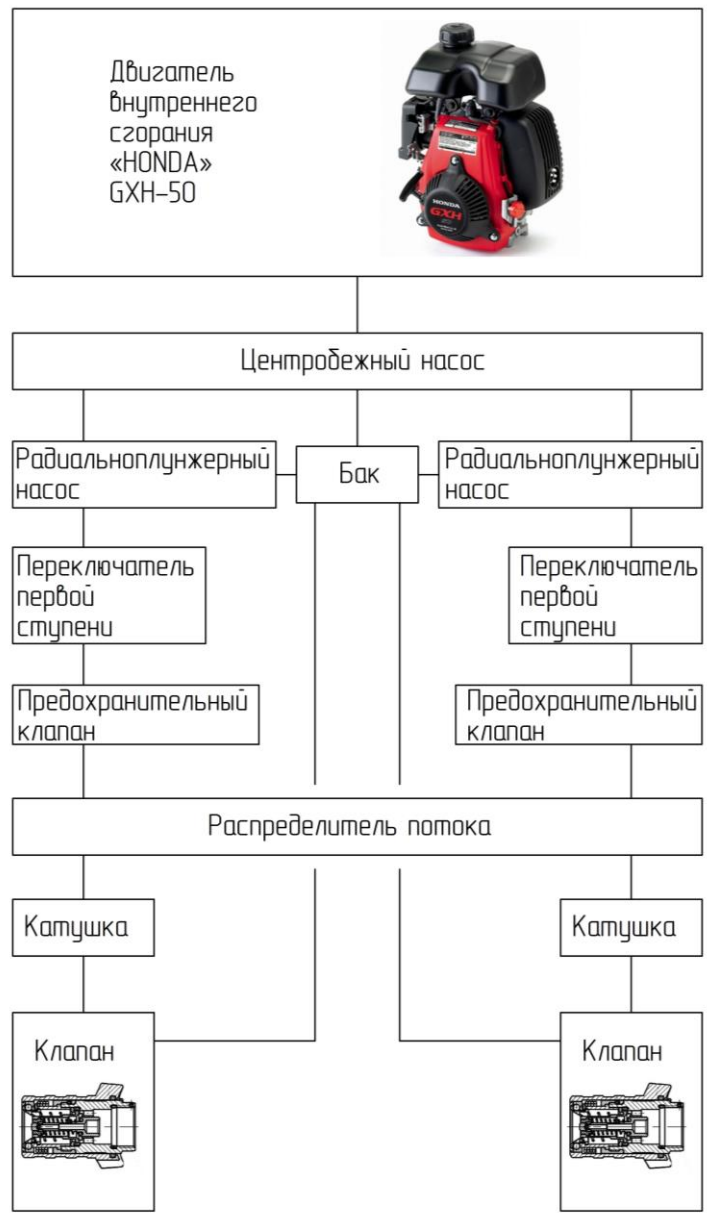 Двигатель
внутреннего
сгорания
«HONDA»
GXH-50
HONDA
GXH
Центробежный насос
Радиальноплунжерный
насос
Бак
Радиальноплунжерный
насос
Переключатель
первой
ступени
Переключатель
первой
ступени
Предохранительный
клапан
Предохранительный
клапан
Распределитель потока
Катушка
Катушка
Клапан
Клапан